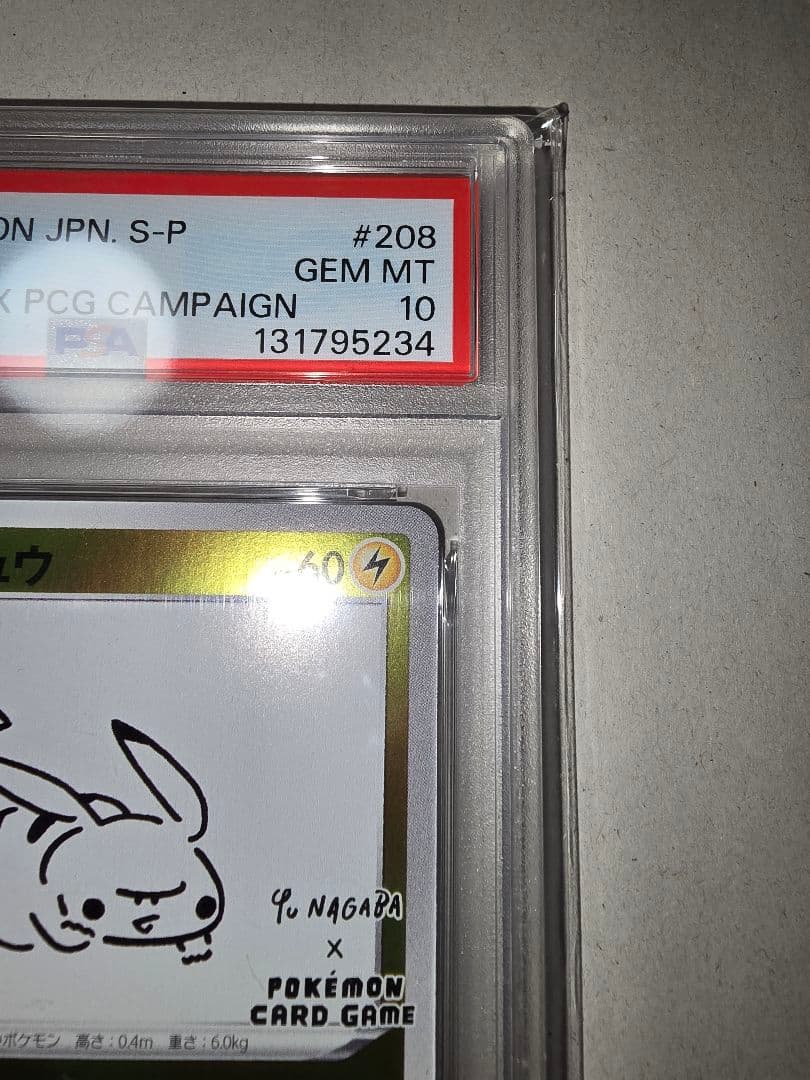 ON JPN. S-P #208
GEM MT
X PCG CAMPAIGN 10
PSA 131795234
ュウ 60
Yu NAGABA
X
POKÉMON
CARD GAME
ポケモン 高さ:0.4m 重さ:6.0kg